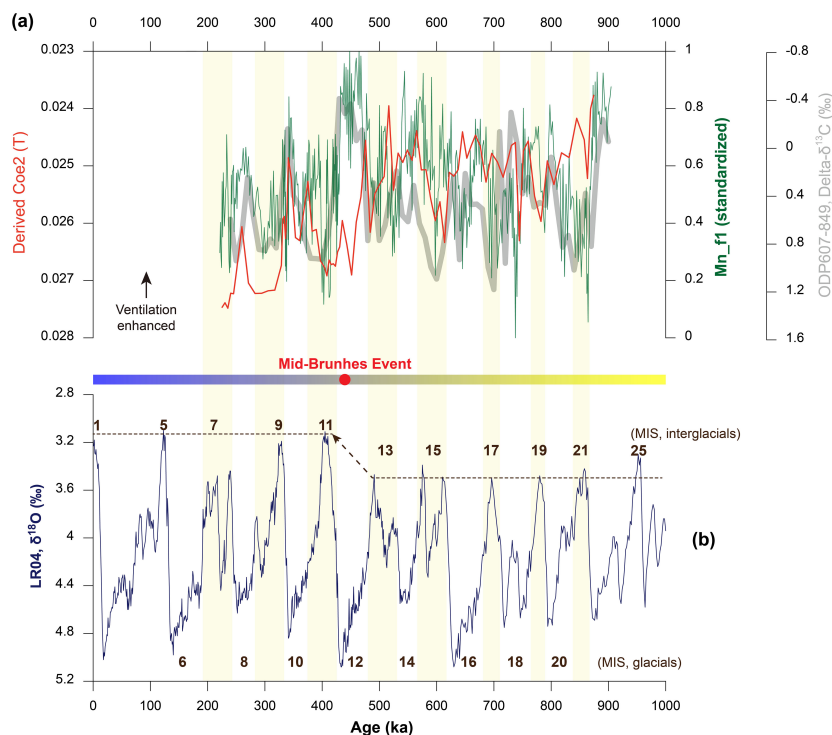 (a)
0 100 200 300 400 500 600 700 800 900 1000
0.023
0.024
0.025
0.026
0.027
0.028
Derived Coe2 (T)
1
0.8
0.6
0.4
0.2
0
Mn_f1 (standardized)
-0.8
-0.4
0
0.4
0.8
1.2
1.6
ODP607-849, Delta-δ¹³C (‰)
Ventilation
enhanced
Mid-Brunhes Event
2.8
3.2
3.6
4
4.4
4.8
5.2
LR04, δ¹⁸O (‰)
1 5 7 9 11
(MIS, interglacials)
13 15 17 19 21 25
(b)
6 8 10 12 14 16 18 20 (MIS, glacials)
0 100 200 300 400 500 600 700 800 900 1000
Age (ka)